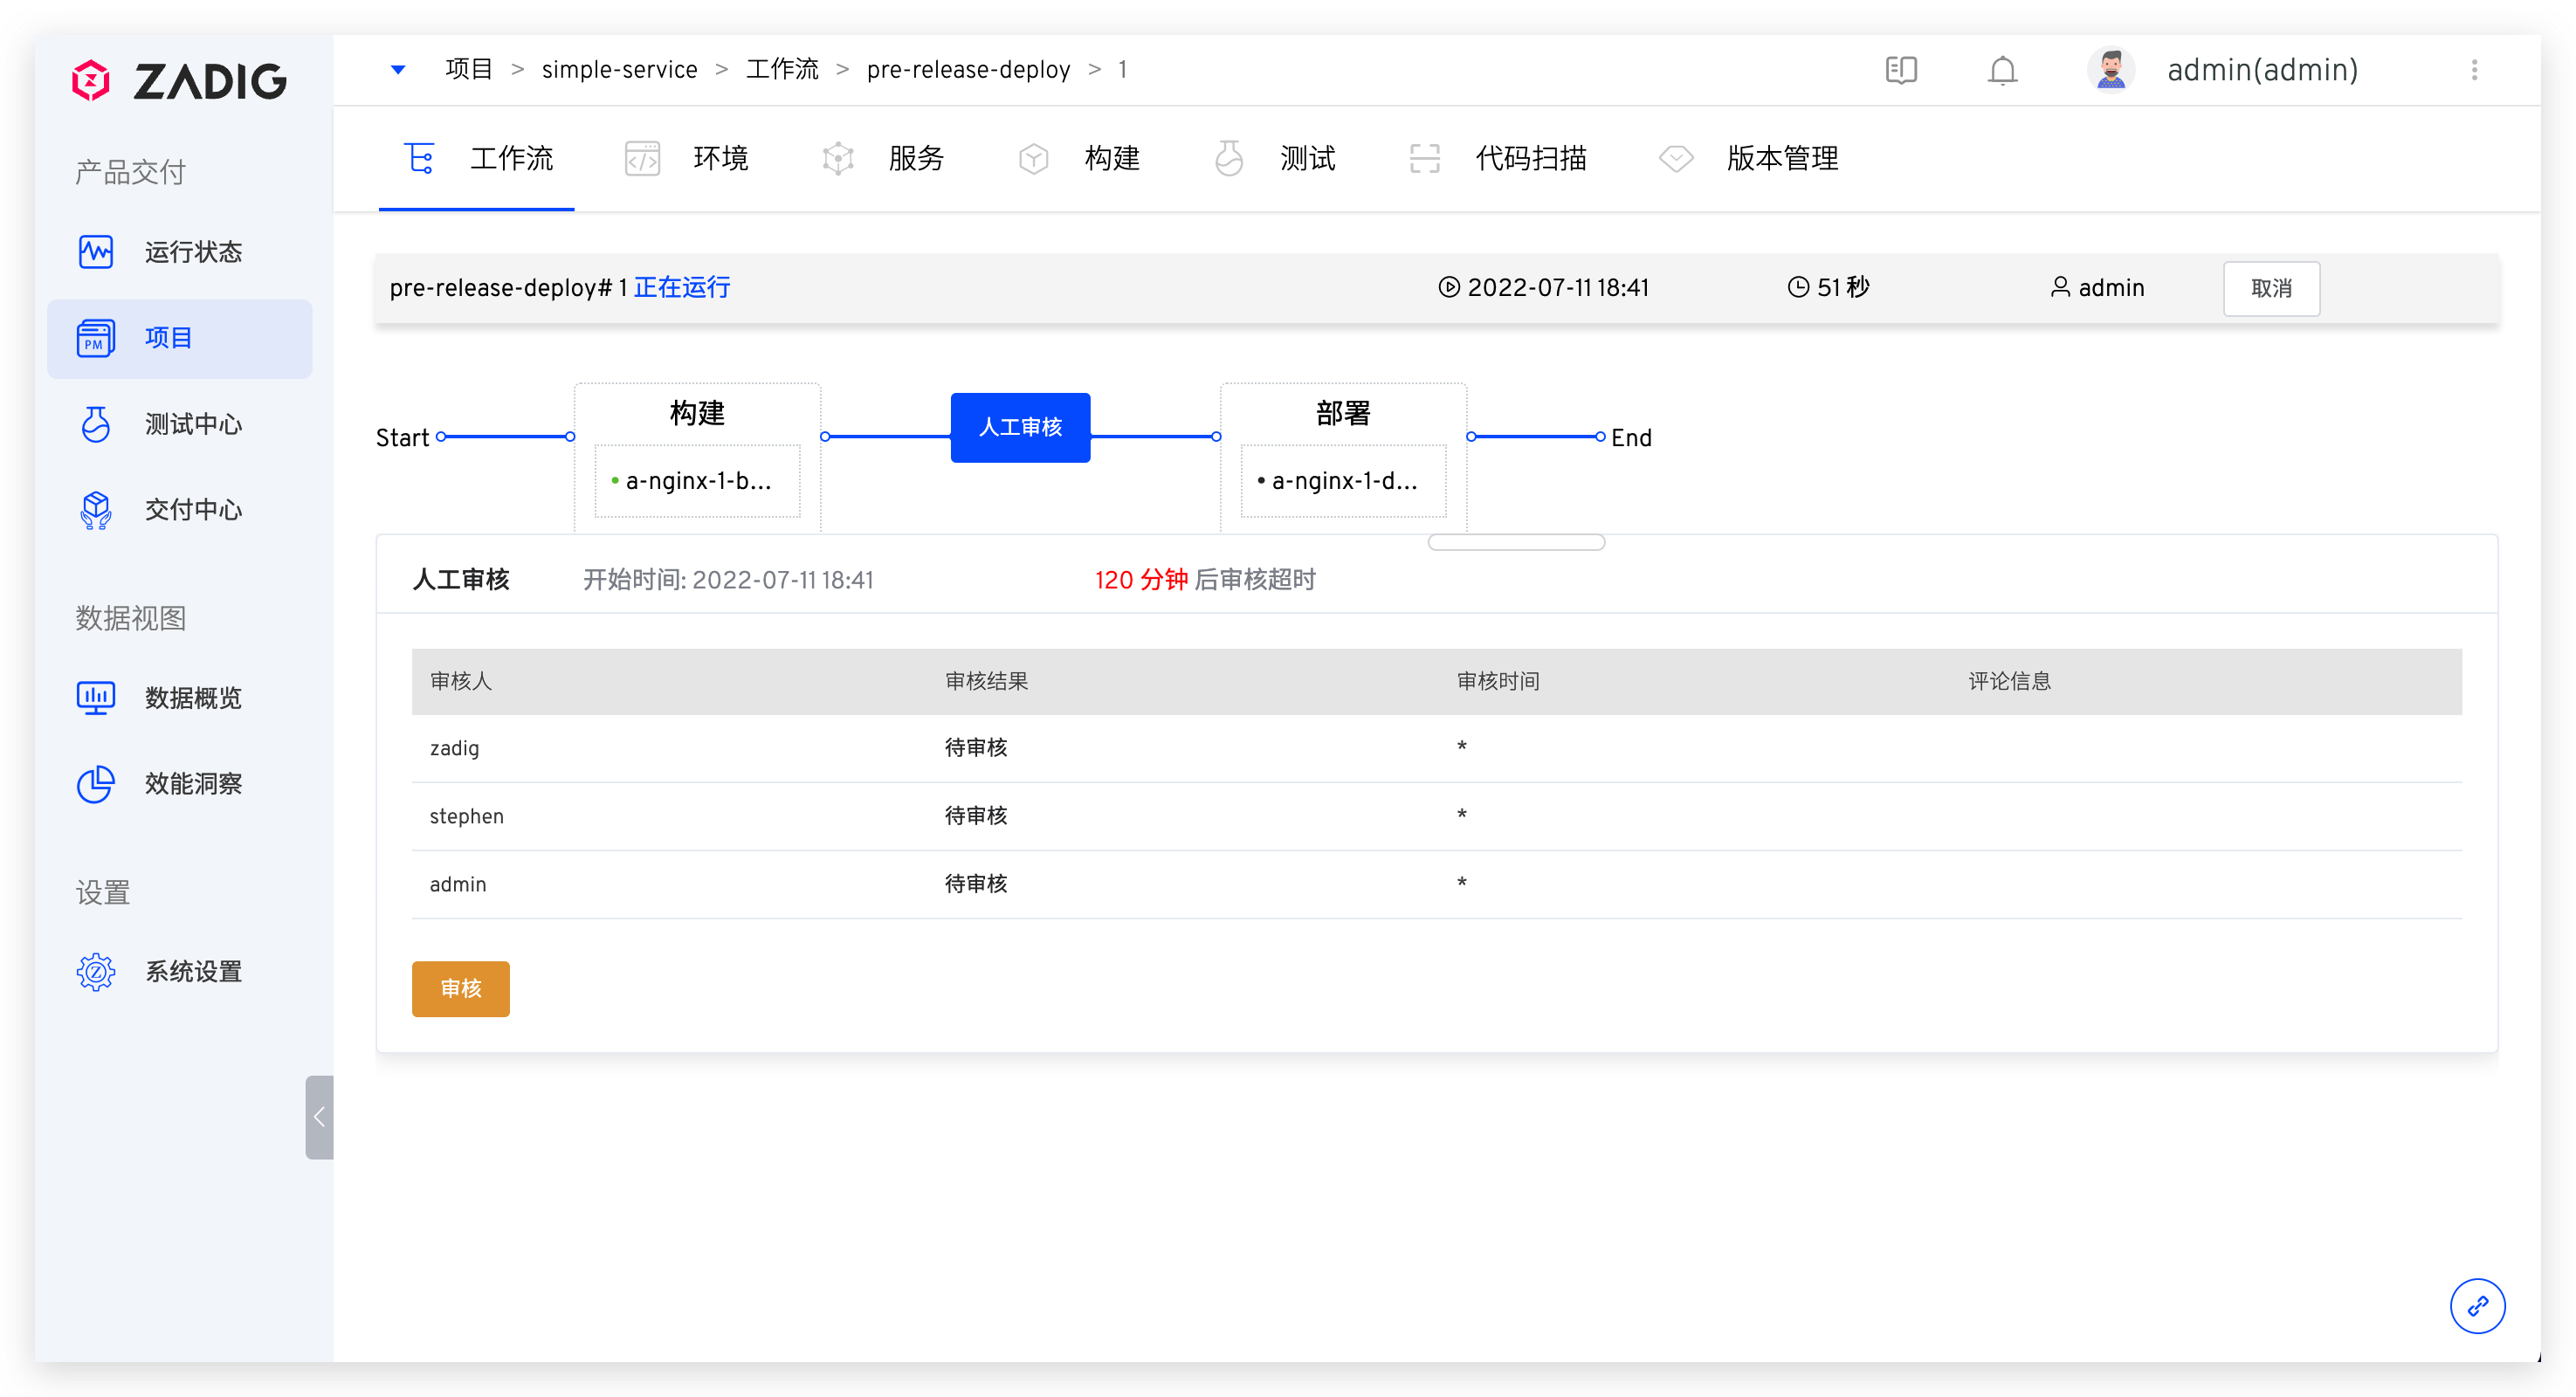 ZADIG
产品交付
运行状态
项目
PM
测试中心
交付中心
数据视图
数据概览
效能洞察
设置
系统设置
项目 > simple-service > 工作流 > pre-release-deploy > 1
admin(admin)
工作流 环境 服务 构建 测试 代码扫描 版本管理
pre-release-deploy# 1 正在运行 2022-07-11 18:41 51 秒 admin 取消
Start 构建 人工审核 部署 End
a-nginx-1-b... a-nginx-1-d...
人工审核 开始时间: 2022-07-11 18:41 120 分钟 后审核超时
审核人 审核结果 审核时间 评论信息
zadig 待审核 *
stephen 待审核 *
admin 待审核 *
审核